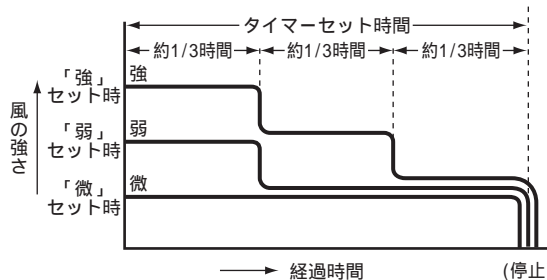 タイマーセット時間
約1/3時間 約1/3時間 約1/3時間
「強」
セット時
強
「弱」
セット時
弱
「微」
セット時
微
風の強さ
経過時間
(停止